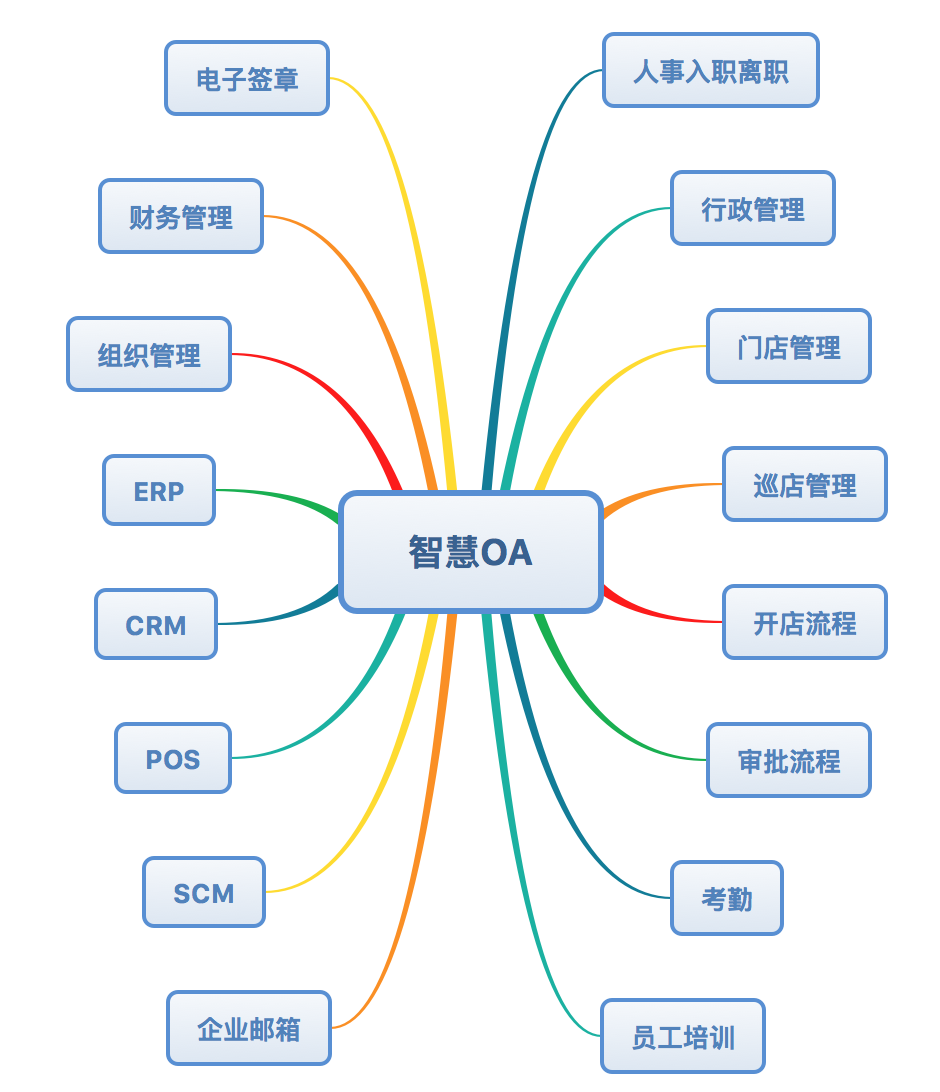 电子签章
人事入职离职
财务管理
行政管理
组织管理
门店管理
ERP
巡店管理
智慧OA
CRM
开店流程
POS
审批流程
SCM
考勤
企业邮箱
员工培训